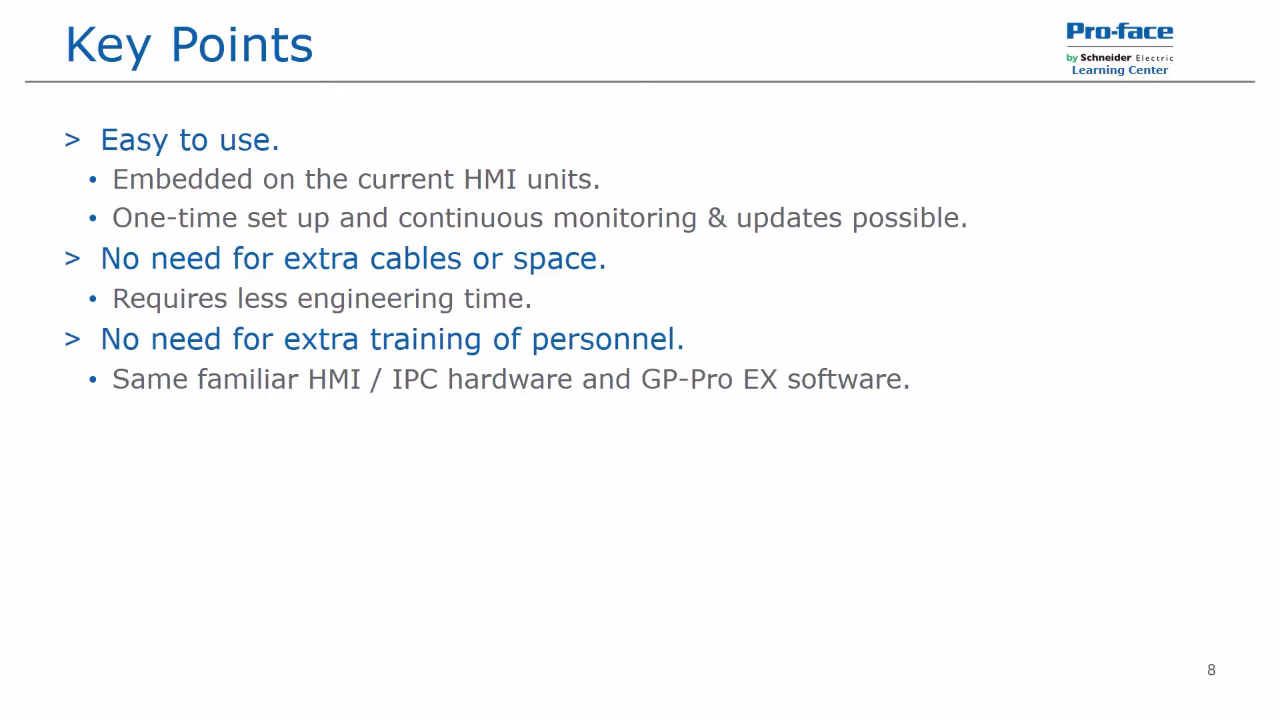 Key Points
Pro-face
by Schneider Electric
Learning Center
> Easy to use.
• Embedded on the current HMI units.
• One-time set up and continuous monitoring & updates possible.
> No need for extra cables or space.
• Requires less engineering time.
> No need for extra training of personnel.
• Same familiar HMI / IPC hardware and GP-Pro EX software.
8